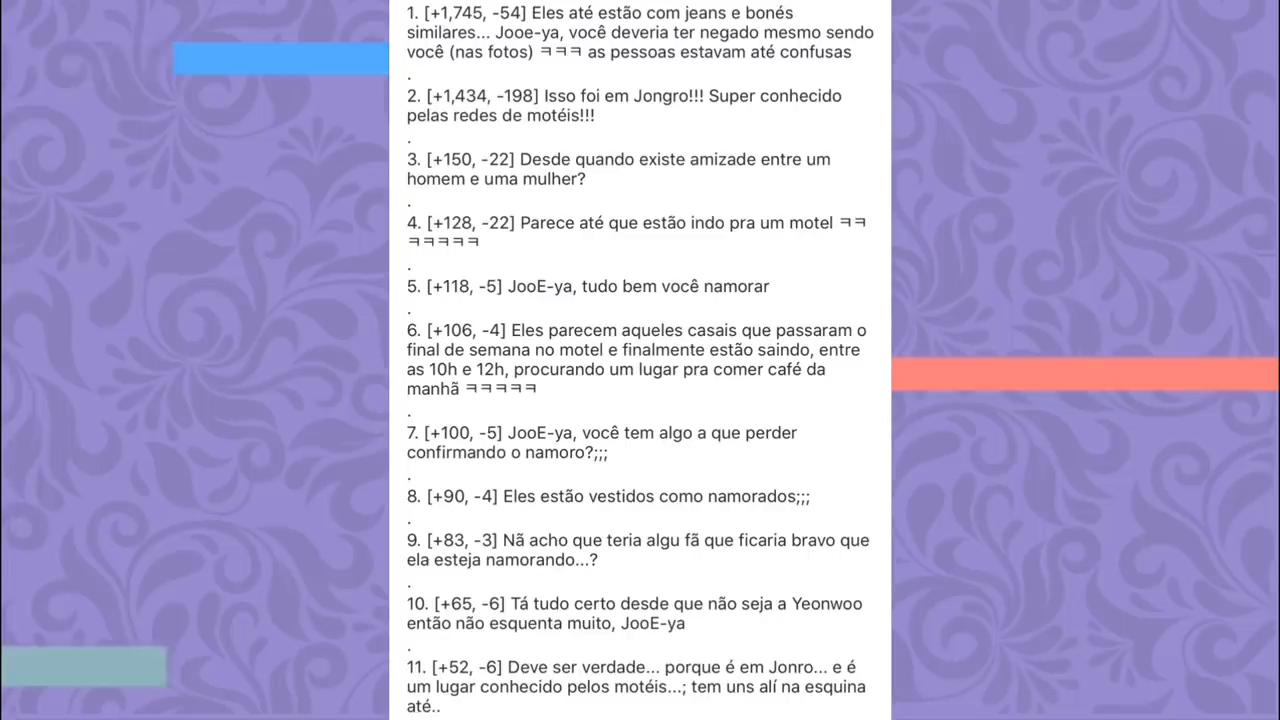 1. [+1,745, -54] Eles até estão com jeans e bonés
similares... Jooe-ya, você deveria ter negado mesmo sendo
você (nas fotos) ㅋㅋㅋ as pessoas estavam até confusas
.
2. [+1,434, -198] Isso foi em Jongro!!! Super conhecido
pelas redes de motéis!!!
.
3. [+150, -22] Desde quando existe amizade entre um
homem e uma mulher?
.
4. [+128, -22] Parece até que estão indo pra um motel ㅋㅋ
ㅋㅋㅋㅋㅋ
.
5. [+118, -5] JooE-ya, tudo bem você namorar
.
6. [+106, -4] Eles parecem aqueles casais que passaram o
final de semana no motel e finalmente estão saindo, entre
as 10h e 12h, procurando um lugar pra comer café da
manhã ㅋㅋㅋㅋㅋ
.
7. [+100, -5] JooE-ya, você tem algo a que perder
confirmando o namoro?;;;
.
8. [+90, -4] Eles estão vestidos como namorados;;;
.
9. [+83, -3] Nã acho que teria algu fã que ficaria bravo que
ela esteja namorando...?
.
10. [+65, -6] Tá tudo certo desde que não seja a Yeonwoo
então não esquenta muito, JooE-ya
.
11. [+52, -6] Deve ser verdade... porque é em Jonro... e é
um lugar conhecido pelos motéis...; tem uns alí na esquina
até..